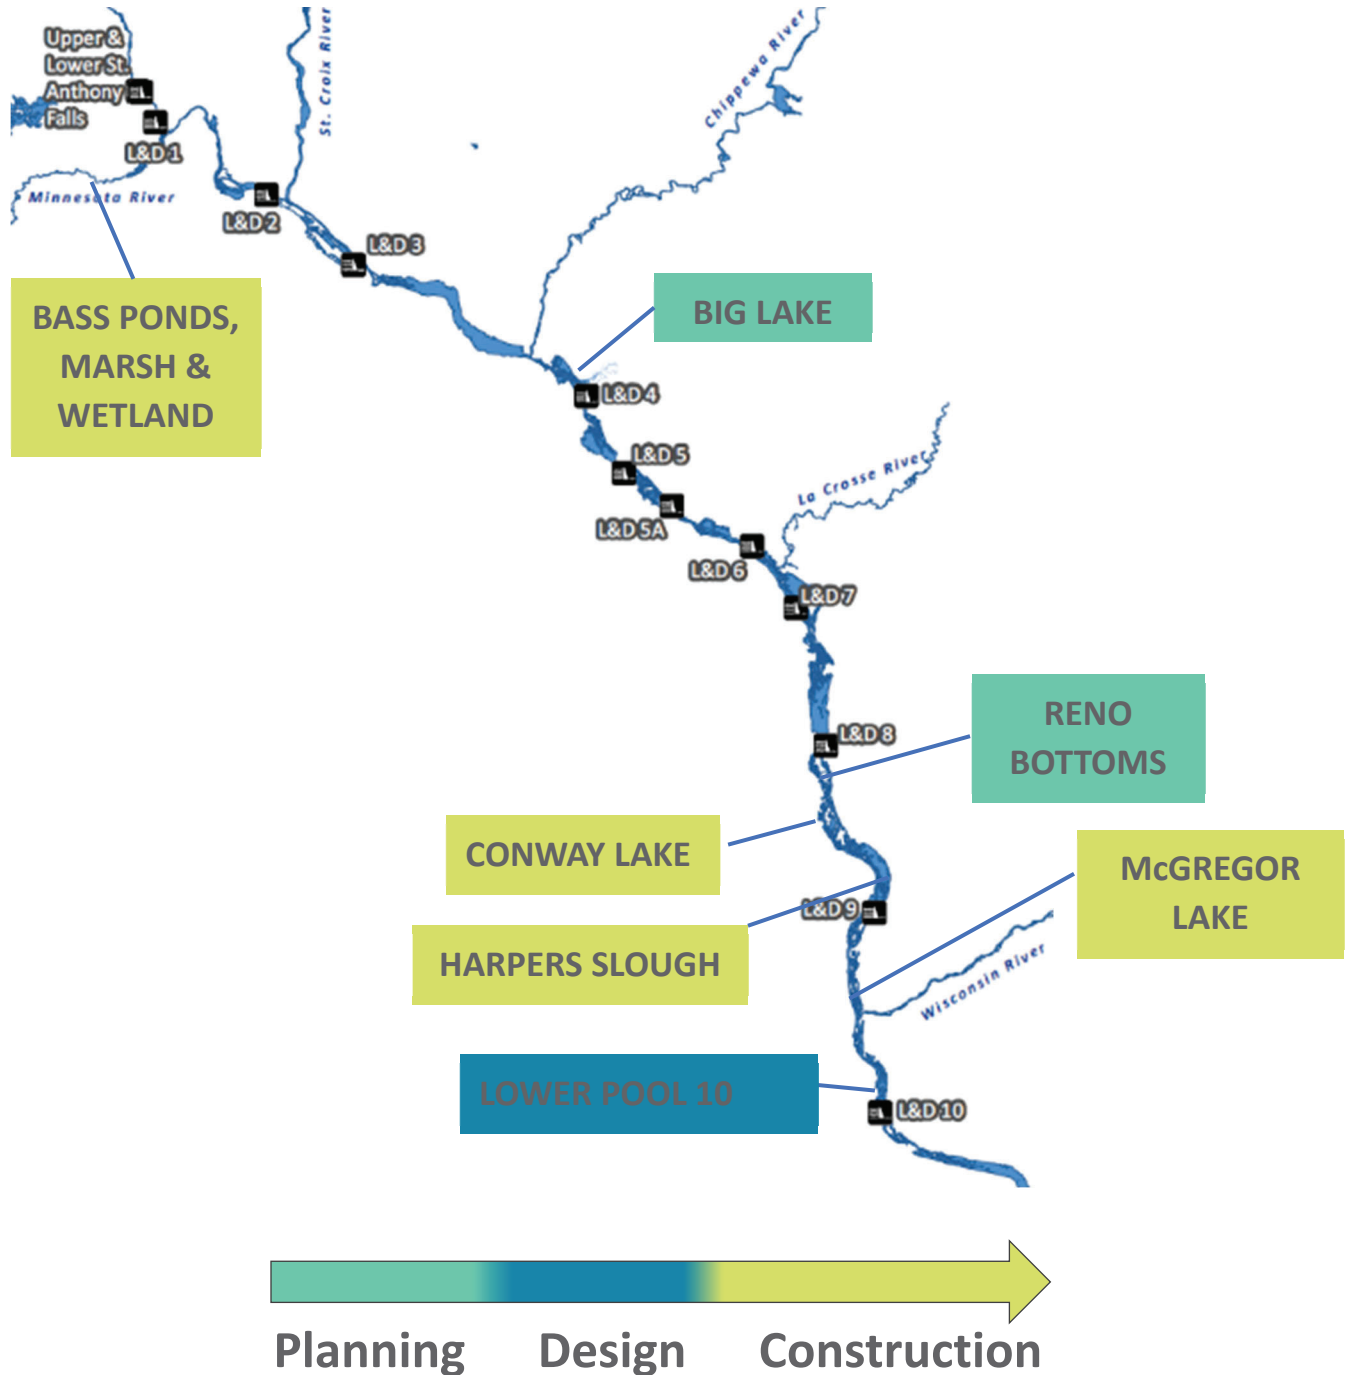 Upper &
Lower St.
Anthony
Falls
L&D 1
Minnesota River
St. Croix River
L&D 2
L&D 3
Chippewa River
BASS PONDS,
MARSH &
WETLAND
BIG LAKE
L&D 4
L&D 5
L&D 5A
L&D 6
La Crosse River
L&D 7
L&D 8
RENO
BOTTOMS
CONWAY LAKE
McGREGOR
LAKE
L&D 9
HARPERS SLOUGH
Wisconsin River
LOWER POOL 10
L&D 10
Planning
Design
Construction